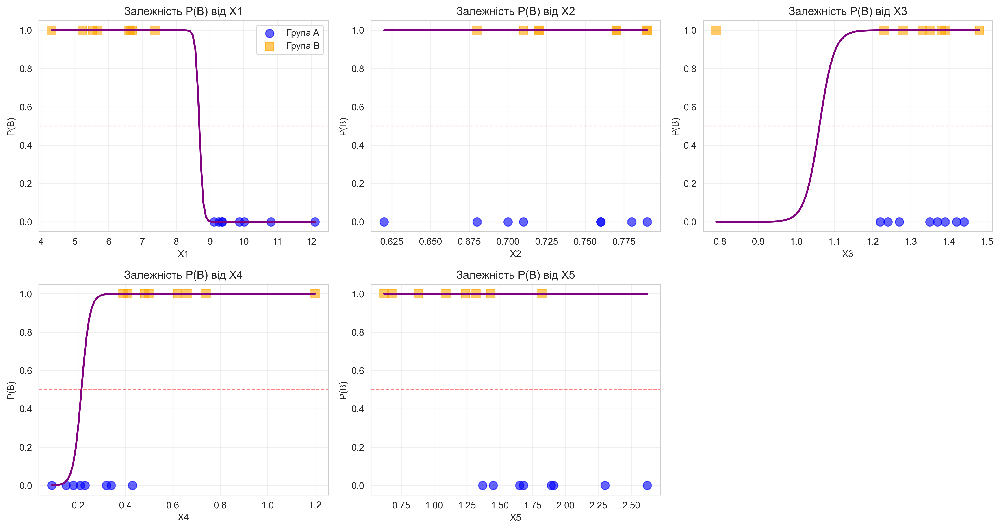 Залежність P(B) від X1
1.0
0.8
0.6
0.4
0.2
0.0
P(B)
Група A
Група B
4 5 6 7 8 9 10 11 12
X1
Залежність P(B) від X2
1.0
0.8
0.6
0.4
0.2
0.0
P(B)
0.625 0.650 0.675 0.700 0.725 0.750 0.775
X2
Залежність P(B) від X3
1.0
0.8
0.6
0.4
0.2
0.0
P(B)
0.8 0.9 1.0 1.1 1.2 1.3 1.4 1.5
X3
Залежність P(B) від X4
1.0
0.8
0.6
0.4
0.2
0.0
P(B)
0.2 0.4 0.6 0.8 1.0 1.2
X4
Залежність P(B) від X5
1.0
0.8
0.6
0.4
0.2
0.0
P(B)
0.75 1.00 1.25 1.50 1.75 2.00 2.25 2.50
X5